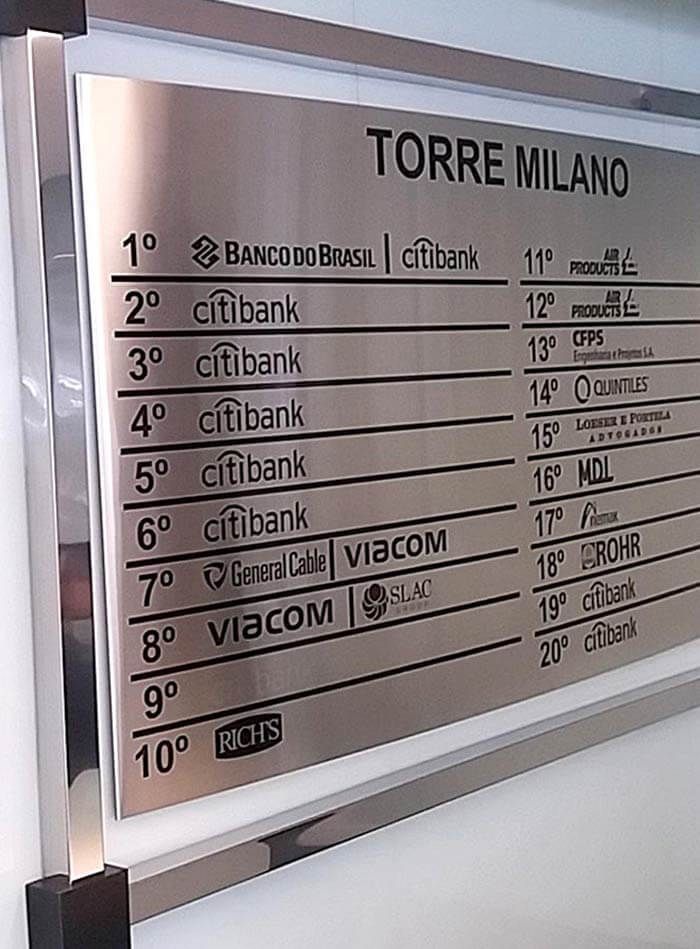 TORRE MILANO
1º BANCO DO BRASIL | citibank
2º citibank
3º citibank
4º citibank
5º citibank
6º citibank
7º General Cable | VIacom
8º VIacom | SLAC GROUP
9º
10º RICH'S
11º AIR PRODUCTS
12º AIR PRODUCTS
13º CFPS
Engenharia e Projetos S.A.
14º QUINTILES
15º LOESER E PORTELA
ADVOGADOS
16º MDL
17º
18º ROHR
19º citibank
20º citibank